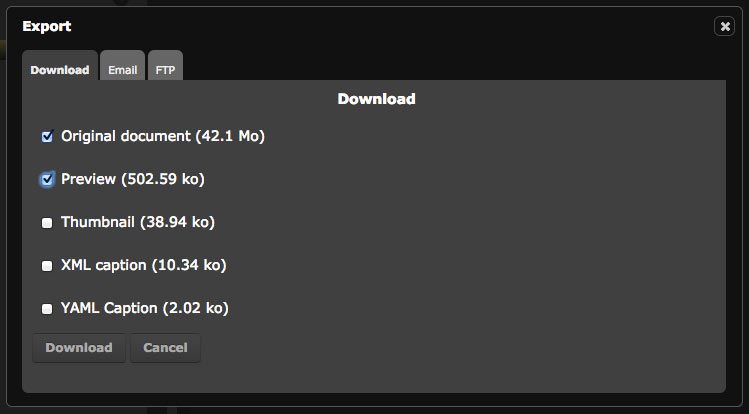 Export
Download Email FTP
Download
Original document (42.1 Mo)
Preview (502.59 ko)
Thumbnail (38.94 ko)
XML caption (10.34 ko)
YAML Caption (2.02 ko)
Download Cancel